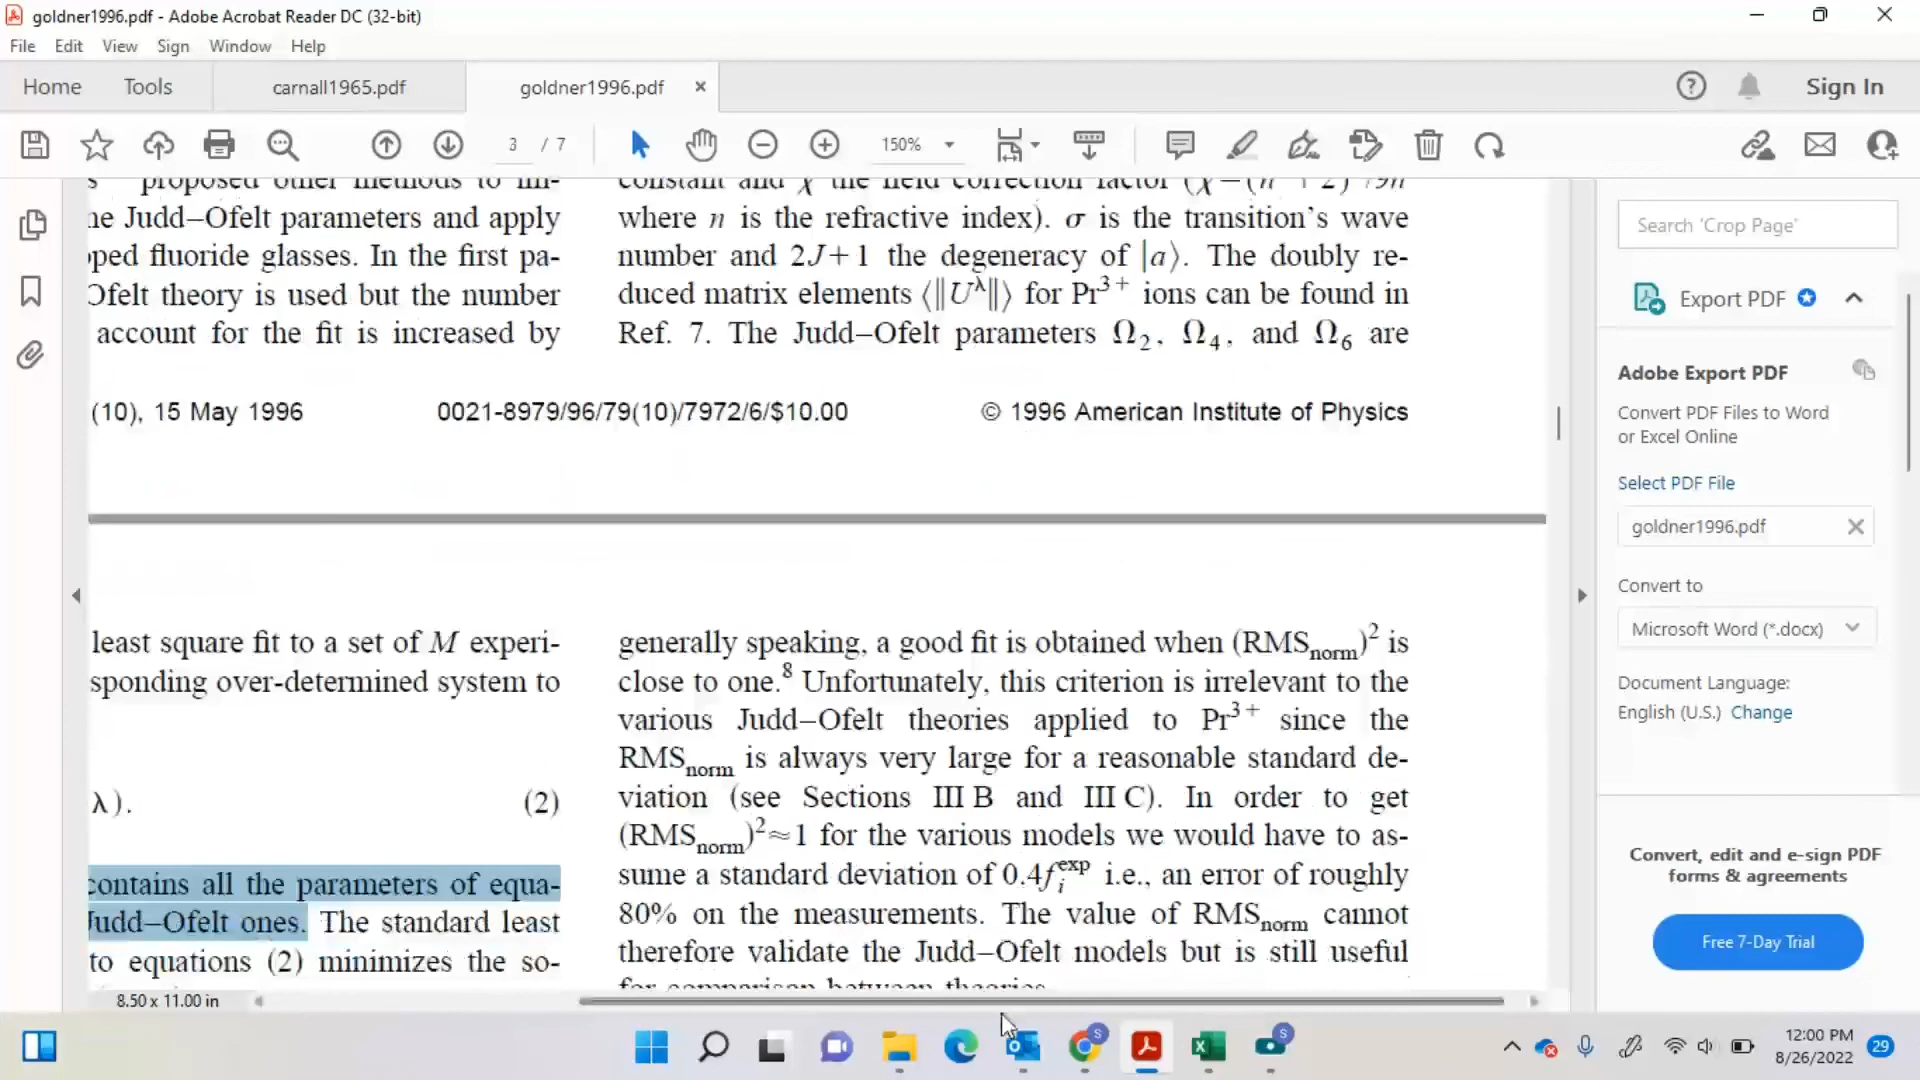 goldner1996.pdf - Adobe Acrobat Reader DC (32-bit)
File Edit View Sign Window Help
Home Tools carnall1965.pdf goldner1996.pdf × Sign In
3 / 7 150%
proposed other methods to im-
ne Judd–Ofelt parameters and apply
ped fluoride glasses. In the first pa-
Ofelt theory is used but the number
account for the fit is increased by
constant and χ the field correction factor
where n is the refractive index). σ is the transition's wave
number and 2J+1 the degeneracy of |a⟩. The doubly re-
duced matrix elements ⟨‖U^λ‖⟩ for Pr³⁺ ions can be found in
Ref. 7. The Judd–Ofelt parameters Ω₂, Ω₄, and Ω₆ are
(10), 15 May 1996 0021-8979/96/79(10)/7972/6/$10.00 © 1996 American Institute of Physics
least square fit to a set of M experi-
sponding over-determined system to
λ). (2)
contains all the parameters of equa-
Judd–Ofelt ones. The standard least
to equations (2) minimizes the so-
generally speaking, a good fit is obtained when (RMS_norm)² is
close to one.⁸ Unfortunately, this criterion is irrelevant to the
various Judd–Ofelt theories applied to Pr³⁺ since the
RMS_norm is always very large for a reasonable standard de-
viation (see Sections III B and III C). In order to get
(RMS_norm)²≈1 for the various models we would have to as-
sume a standard deviation of 0.4f_i^exp i.e., an error of roughly
80% on the measurements. The value of RMS_norm cannot
therefore validate the Judd–Ofelt models but is still useful
for comparison between theories.
8.50 x 11.00 in
Search 'Crop Page'
Export PDF
Adobe Export PDF
Convert PDF Files to Word
or Excel Online
Select PDF File
goldner1996.pdf
Convert to
Microsoft Word (*.docx)
Document Language:
English (U.S.) Change
Convert, edit and e-sign PDF
forms & agreements
Free 7-Day Trial
S S
12:00 PM
8/26/2022 29